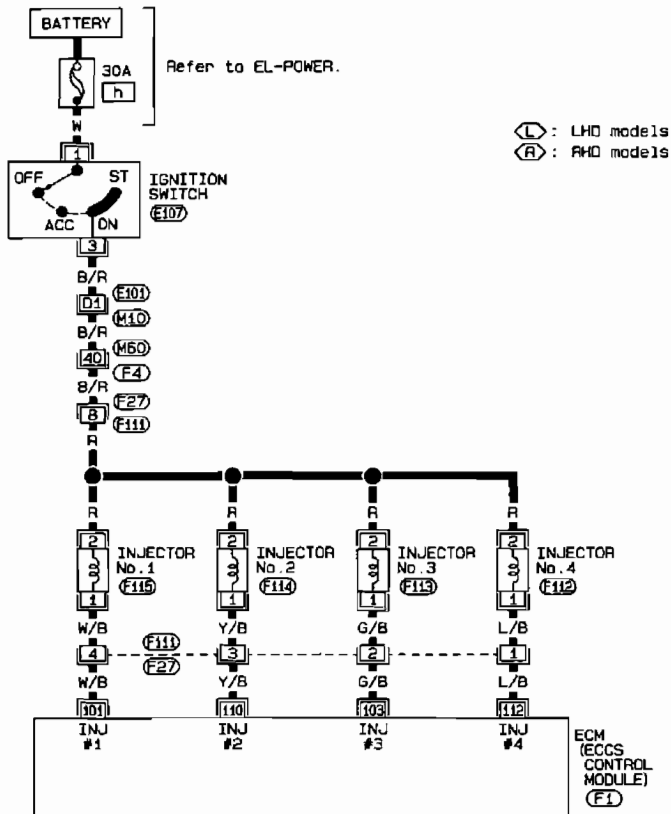 BATTERY
30A
h
Refer to EL-POWER.
W
1
OFF
ST
ACC
ON
IGNITION
SWITCH
E107
L : LHD models
R : RHD models
3
B/R
D1
E101
M10
B/R
40
M60
F4
B/R
8
F27
F111
R
R R R R
2 2 2 2
INJECTOR
No.1
F115
INJECTOR
No.2
F114
INJECTOR
No.3
F113
INJECTOR
No.4
F112
1 1 1 1
W/B Y/B G/B L/B
F111
4 3 2 1
F27
W/B Y/B G/B L/B
101 110 103 112
INJ INJ INJ INJ
#1 #2 #3 #4
ECM
(ECCS
CONTROL
MODULE)
F1